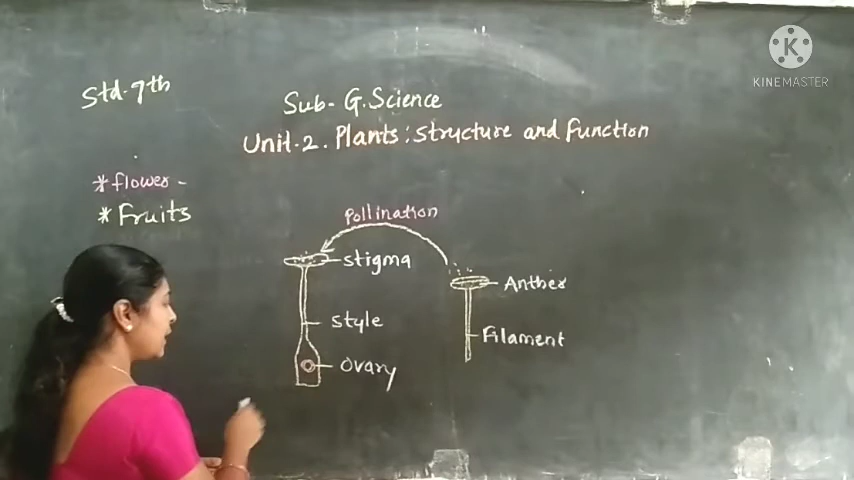 K
KINEMASTER
Std. 7th
Sub- G. Science
Unit. 2. Plants: Structure and Function
* flower -
* Fruits
Pollination
Stigma
Anther
Style
Filament
Ovary